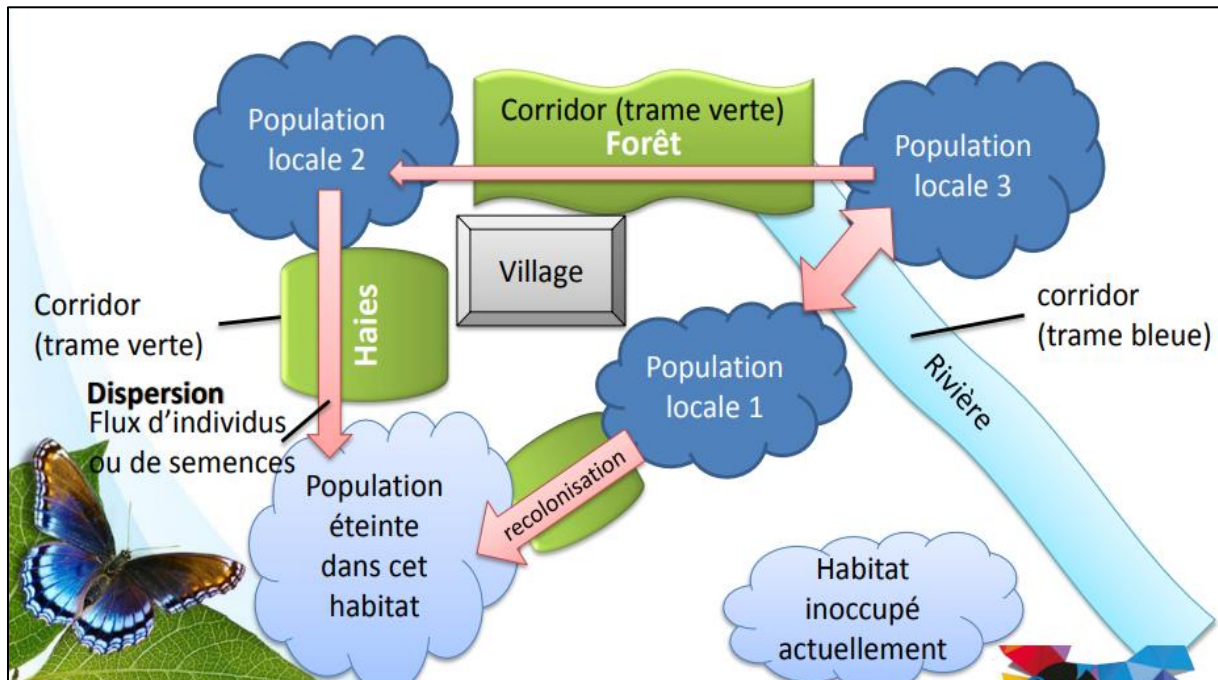 Population
locale 2
Corridor (trame verte)
Forêt
Population
locale 3
Village
Haies
Corridor
(trame verte)
corridor
(trame bleue)
Rivière
Population
locale 1
Dispersion
Flux d’individus
ou de semences
recolonisation
Population
éteinte
dans cet
habitat
Habitat
inoccupé
actuellement